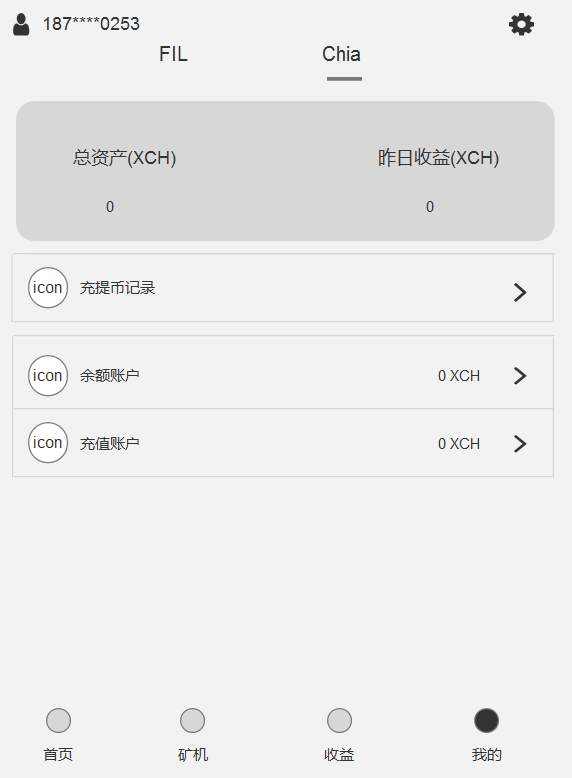 187****0253
FIL Chia
总资产(XCH) 昨日收益(XCH)
0 0
icon 充提币记录
icon 余额账户 0 XCH
icon 充值账户 0 XCH
首页 矿机 收益 我的